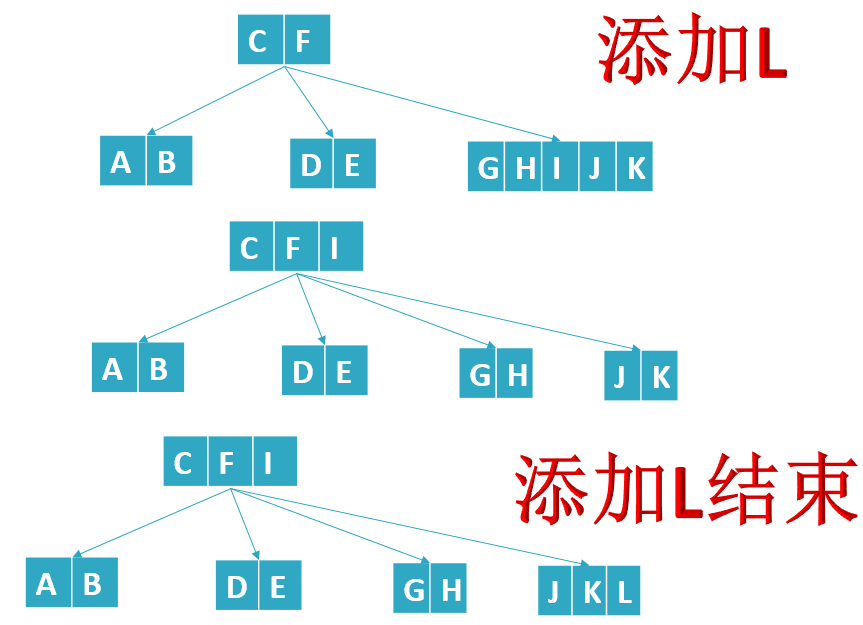 C F
添加L
A B
D E
G H I J K
C F I
A B
D E
G H
J K
C F I
添加L结束
A B
D E
G H
J K L